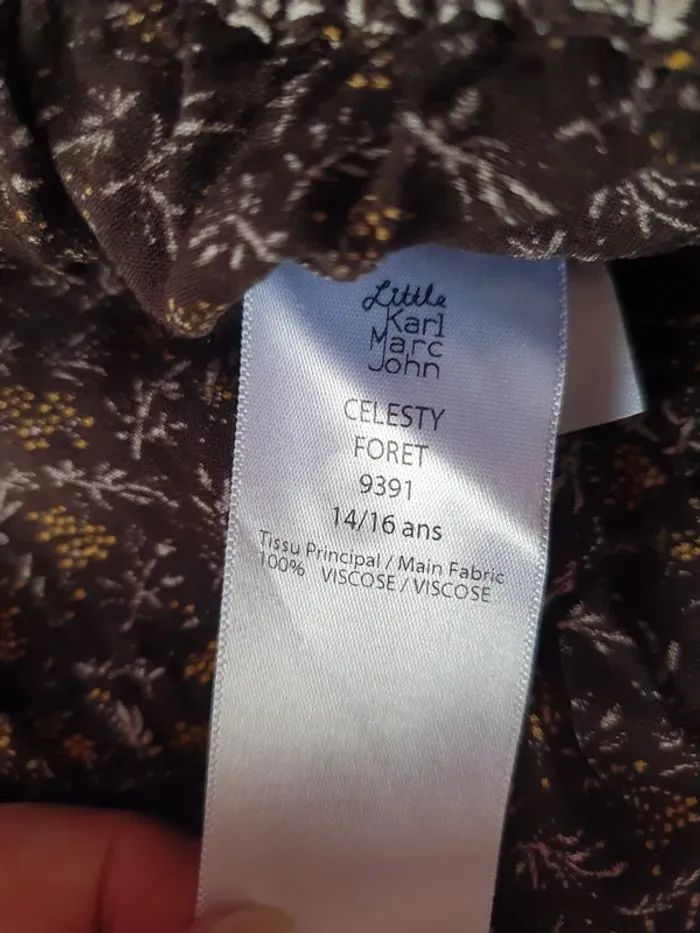 Little
Karl
Marc
John
CELESTY
FORET
9391
14/16 ans
Tissu Principal / Main Fabric
100% VISCOSE / VISCOSE